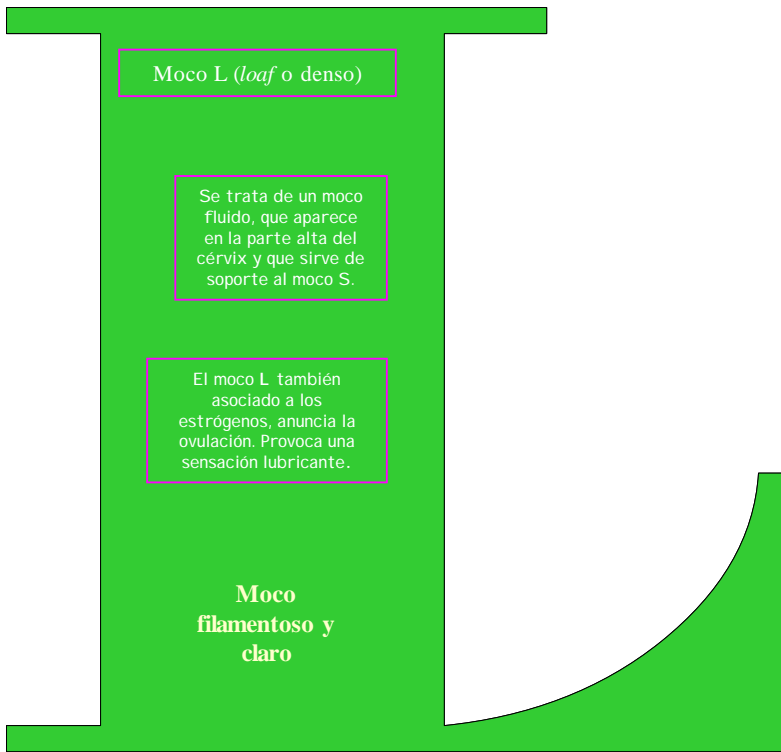 Moco L (loaf o denso)
Se trata de un moco
fluido, que aparece
en la parte alta del
cérvix y que sirve de
soporte al moco S.
El moco L también
asociado a los
estrógenos, anuncia la
ovulación. Provoca una
sensación lubricante.
Moco
filamentoso y
claro